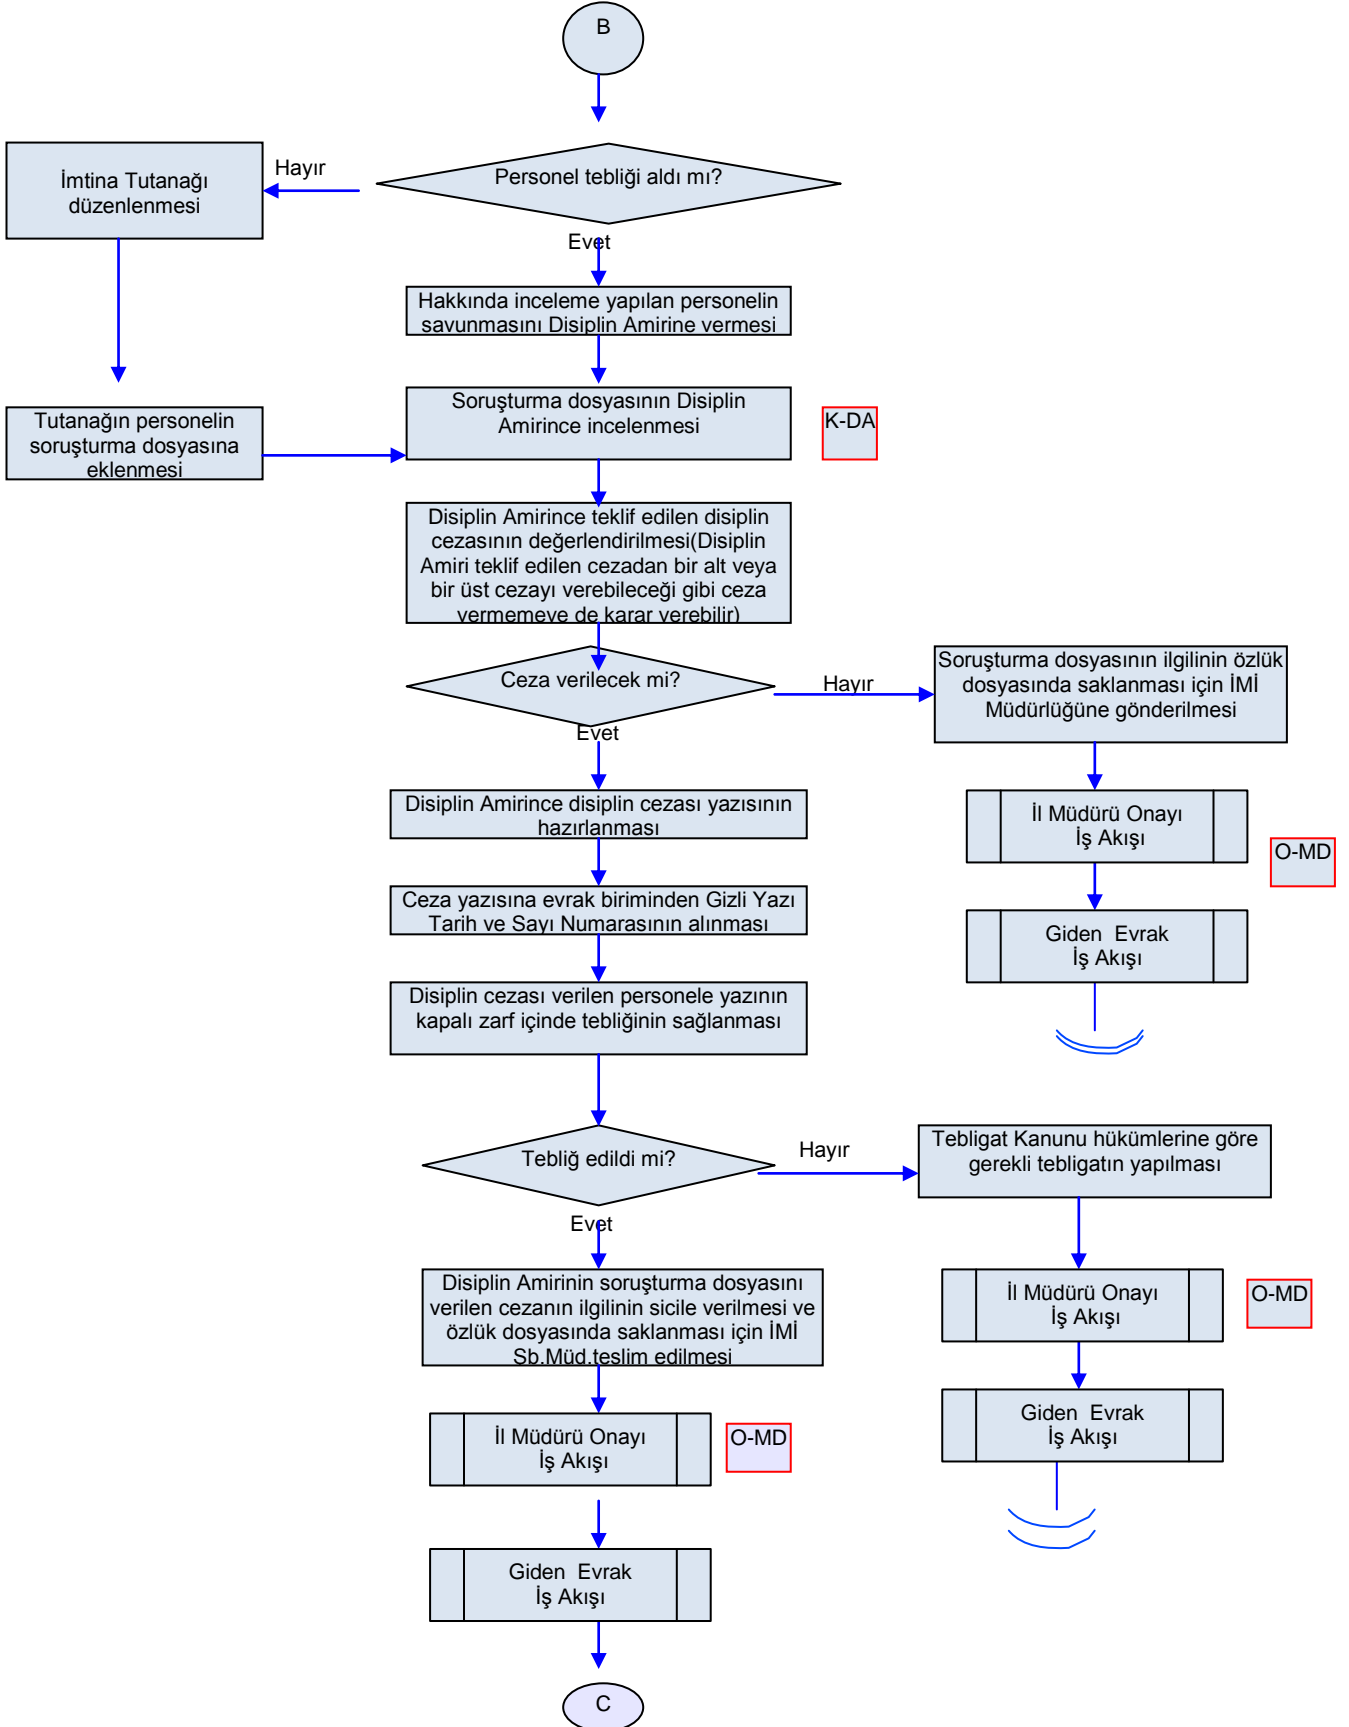 B
Personel tebliği aldı mı?
Hayır
İmtina Tutanağı
düzenlenmesi
Evet
Hakkında inceleme yapılan personelin
savunmasını Disiplin Amirine vermesi
Soruşturma dosyasının Disiplin
Amirince incelenmesi
K-DA
Tutanağın personelin
soruşturma dosyasına
eklenmesi
Disiplin Amirince teklif edilen disiplin
cezasının değerlendirilmesi(Disiplin
Amiri teklif edilen cezadan bir alt veya
bir üst cezayı verebileceği gibi ceza
vermemeye de karar verebilir)
Ceza verilecek mi?
Hayır
Soruşturma dosyasının ilgilinin özlük
dosyasında saklanması için İMİ
Müdürlüğüne gönderilmesi
Evet
Disiplin Amirince disiplin cezası yazısının
hazırlanması
İl Müdürü Onayı
İş Akışı
O-MD
Ceza yazısına evrak biriminden Gizli Yazı
Tarih ve Sayı Numarasının alınması
Giden Evrak
İş Akışı
Disiplin cezası verilen personele yazının
kapalı zarf içinde tebliğinin sağlanması
Tebliğ edildi mi?
Hayır
Tebligat Kanunu hükümlerine göre
gerekli tebligatın yapılması
Evet
Disiplin Amirinin soruşturma dosyasını
verilen cezanın ilgilinin sicile verilmesi ve
özlük dosyasında saklanması için İMİ
Sb.Müd.teslim edilmesi
İl Müdürü Onayı
İş Akışı
O-MD
Giden Evrak
İş Akışı
İl Müdürü Onayı
İş Akışı
O-MD
Giden Evrak
İş Akışı
C